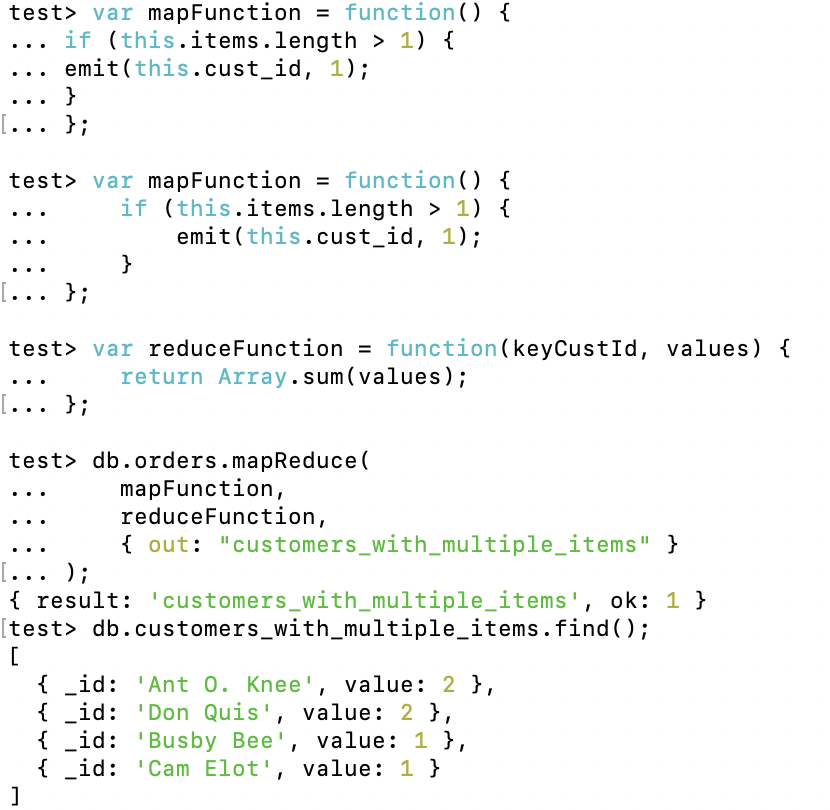 test> var mapFunction = function() {
... if (this.items.length > 1) {
... emit(this.cust_id, 1);
... }
[... };
test> var mapFunction = function() {
...     if (this.items.length > 1) {
...         emit(this.cust_id, 1);
...     }
[... };
test> var reduceFunction = function(keyCustId, values) {
...     return Array.sum(values);
[... };
test> db.orders.mapReduce(
...     mapFunction,
...     reduceFunction,
...     { out: "customers_with_multiple_items" }
[... );
{ result: 'customers_with_multiple_items', ok: 1 }
[test> db.customers_with_multiple_items.find();
[
  { _id: 'Ant O. Knee', value: 2 },
  { _id: 'Don Quis', value: 2 },
  { _id: 'Busby Bee', value: 1 },
  { _id: 'Cam Elot', value: 1 }
]